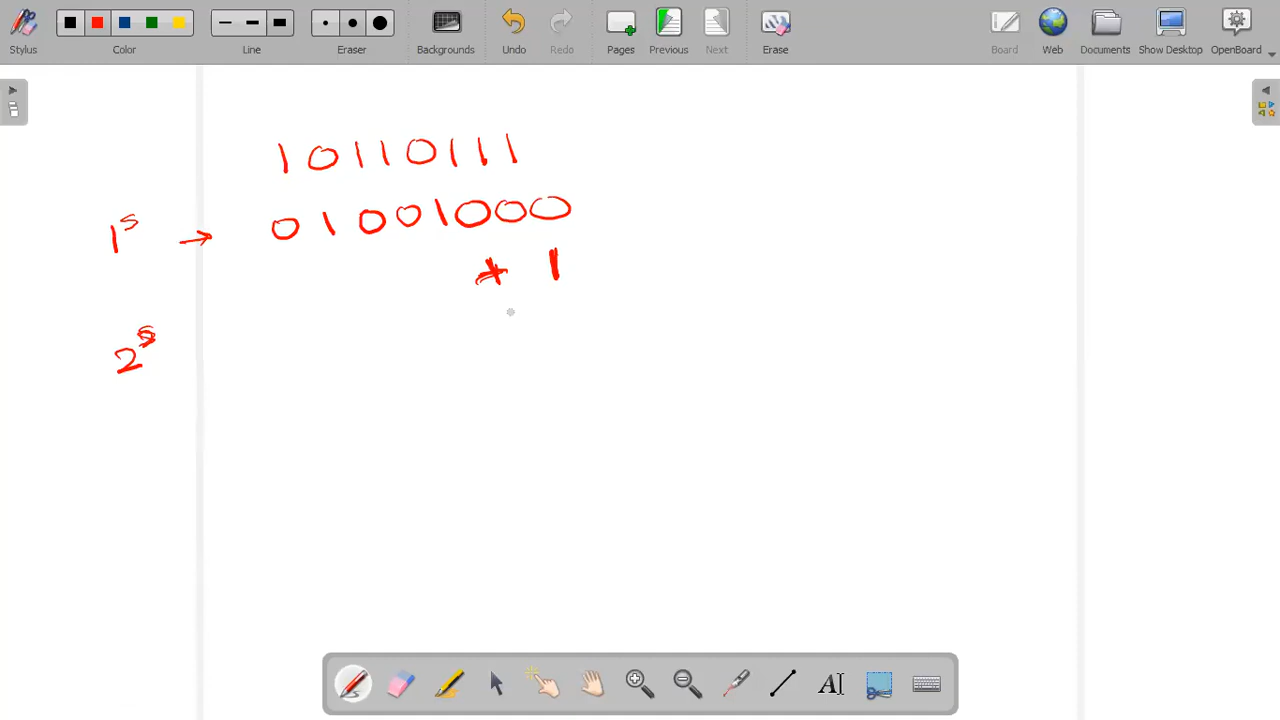 Stylus Color Line Eraser Backgrounds Undo Redo Pages Previous Next Erase Board Web Documents Show Desktop OpenBoard
10110111
1s → 01001000
+ 1
2s